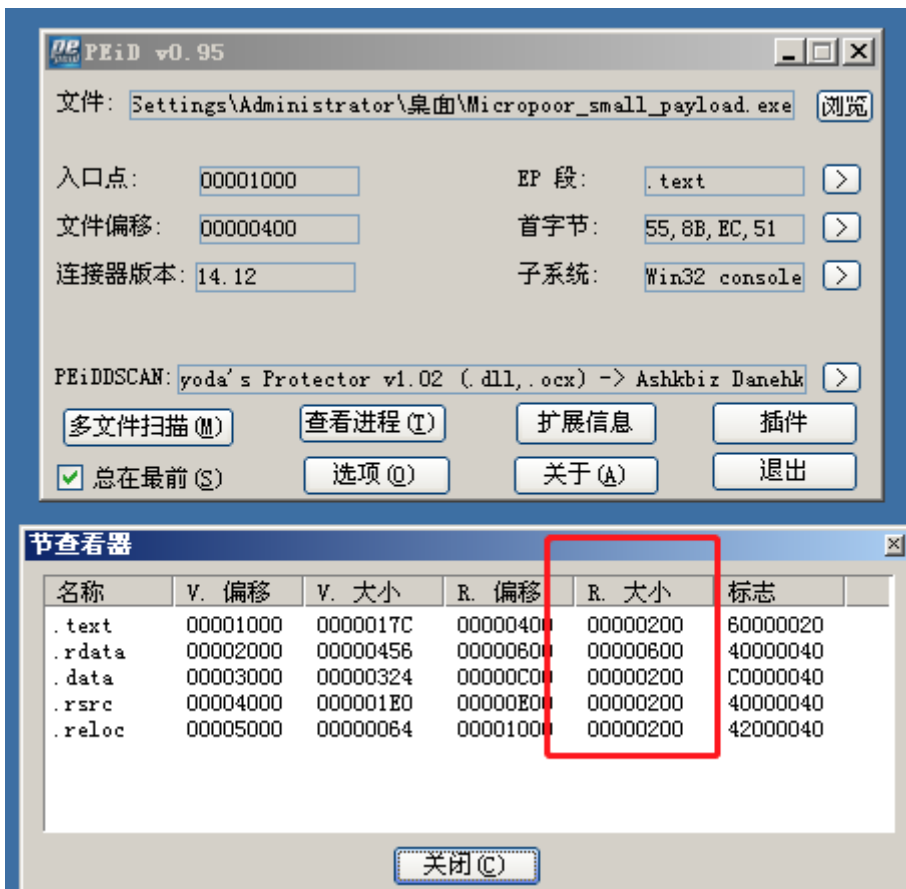 PEiD v0.95
文件: Settings\Administrator\桌面\Micropoor_small_payload.exe 浏览
入口点: 00001000 EP 段: .text >
文件偏移: 00000400 首字节: 55,8B,EC,51 >
连接器版本: 14.12 子系统: Win32 console >
PEiDDSCAN: yoda's Protector v1.02 (.dll,.ocx) -> Ashkbiz Danehk >
多文件扫描(M) 查看进程(T) 扩展信息 插件
总在最前(S) 选项(O) 关于(A) 退出
节查看器
名称 V. 偏移 V. 大小 R. 偏移 R. 大小 标志
.text 00001000 0000017C 00000400 00000200 60000020
.rdata 00002000 00000456 00000600 00000600 40000040
.data 00003000 00000324 00000C00 00000200 C0000040
.rsrc 00004000 000001E0 00000E00 00000200 40000040
.reloc 00005000 00000064 00001000 00000200 42000040
关闭(C)